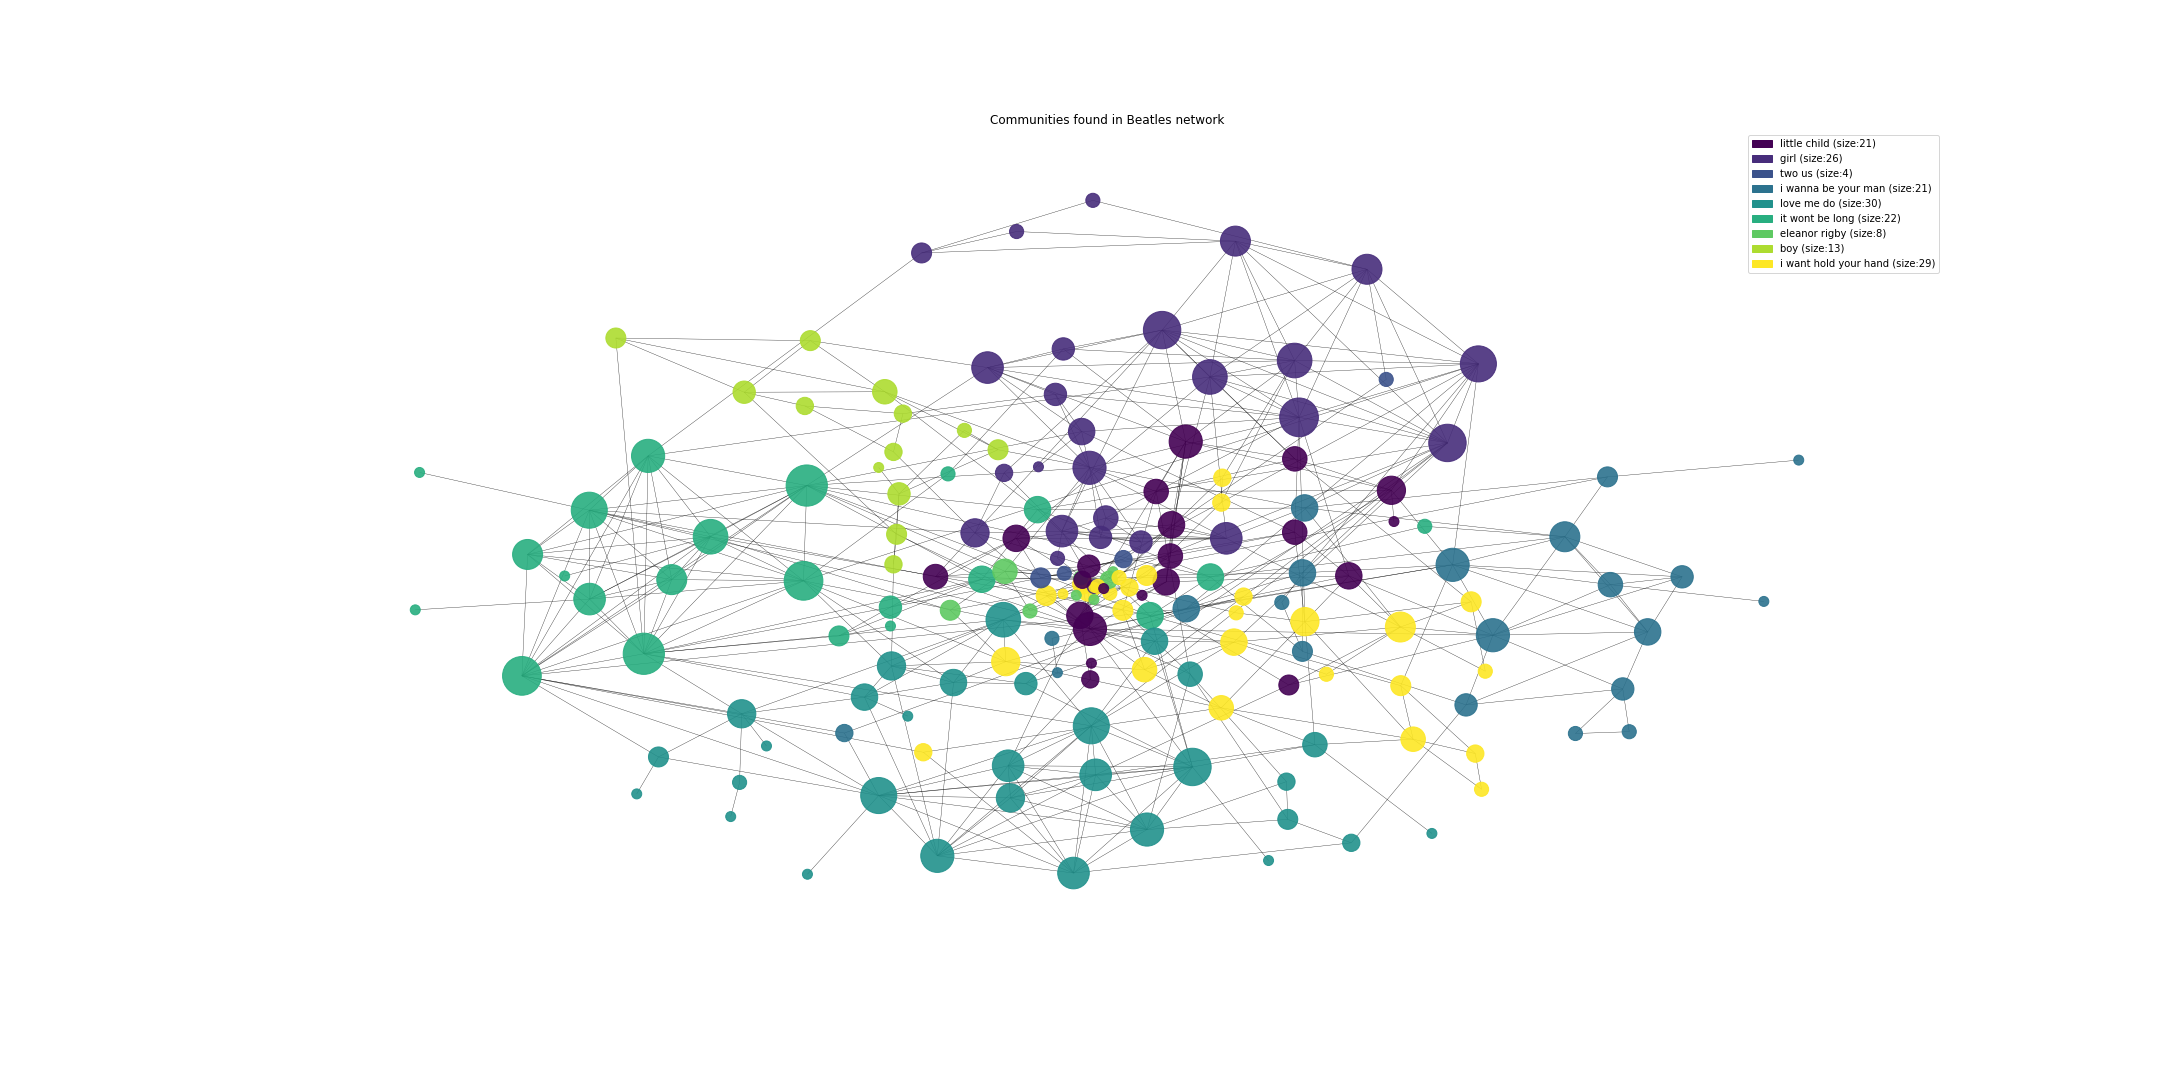 Communities found in Beatles network
little child (size:21)
girl (size:26)
two us (size:4)
i wanna be your man (size:21)
love me do (size:30)
it wont be long (size:22)
eleanor rigby (size:8)
boy (size:13)
i want hold your hand (size:29)